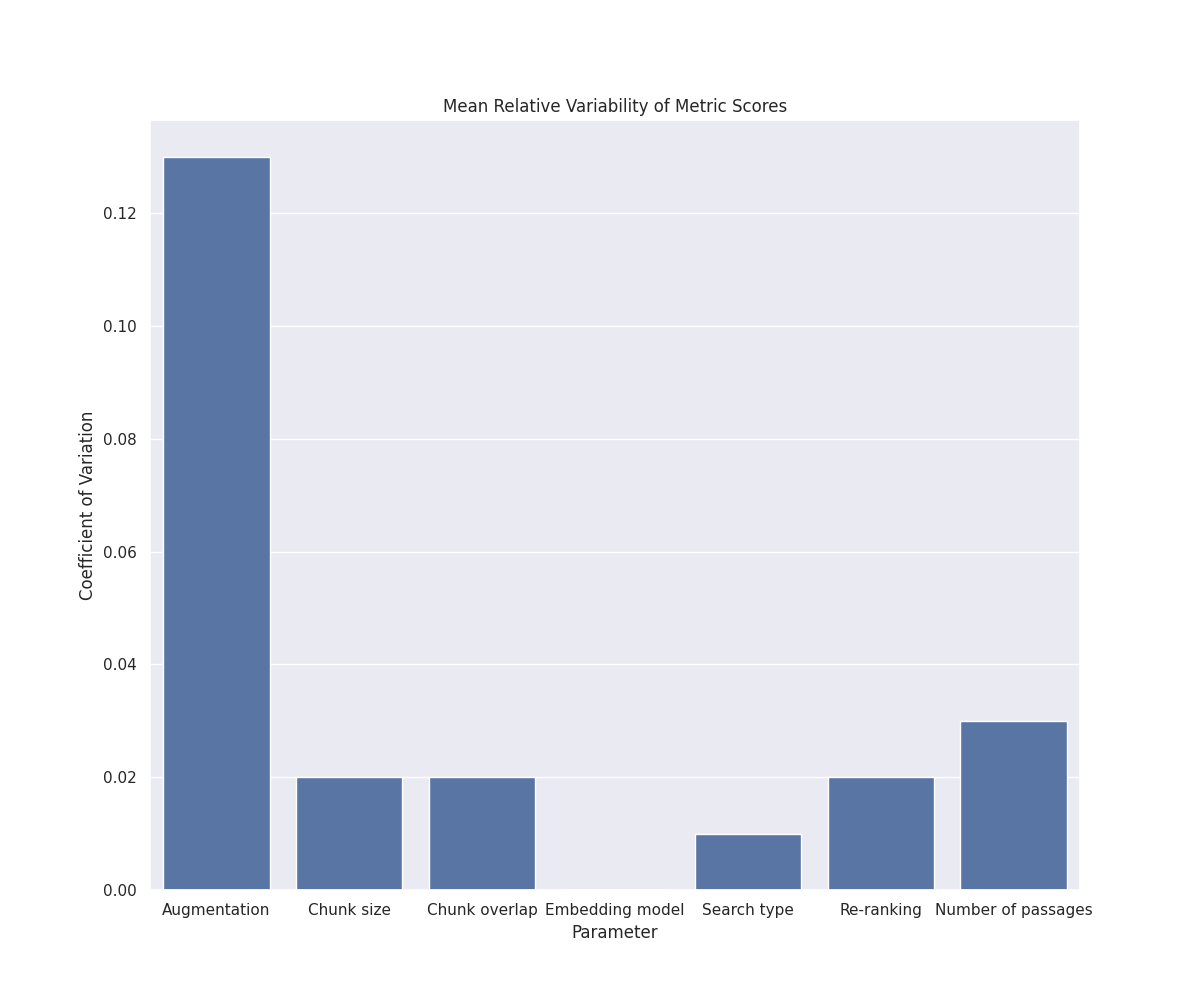 Mean Relative Variability of Metric Scores
Coefficient of Variation
0.12
0.10
0.08
0.06
0.04
0.02
0.00
Augmentation Chunk size Chunk overlap Embedding model Search type Re-ranking Number of passages
Parameter